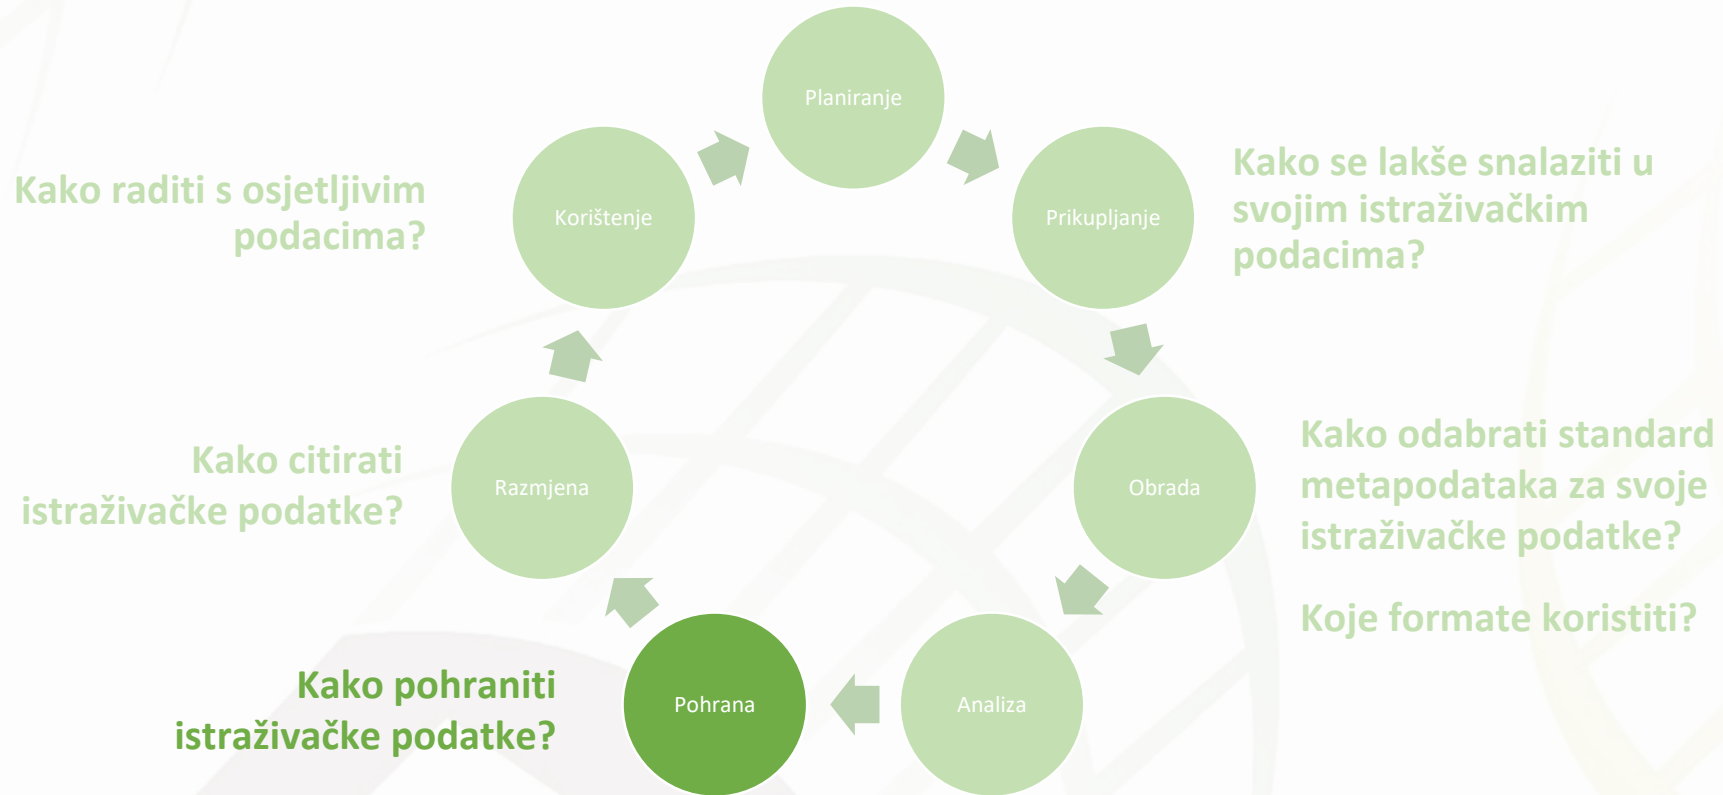 Planiranje
Kako raditi s osjetljivim
podacima?
Korištenje
Prikupljanje
Kako se lakše snalaziti u
svojim istraživačkim
podacima?
Kako citirati
istraživačke podatke?
Razmjena
Obrada
Kako odabrati standard
metapodataka za svoje
istraživačke podatke?
Koje formate koristiti?
Kako pohraniti
istraživačke podatke?
Pohrana
Analiza